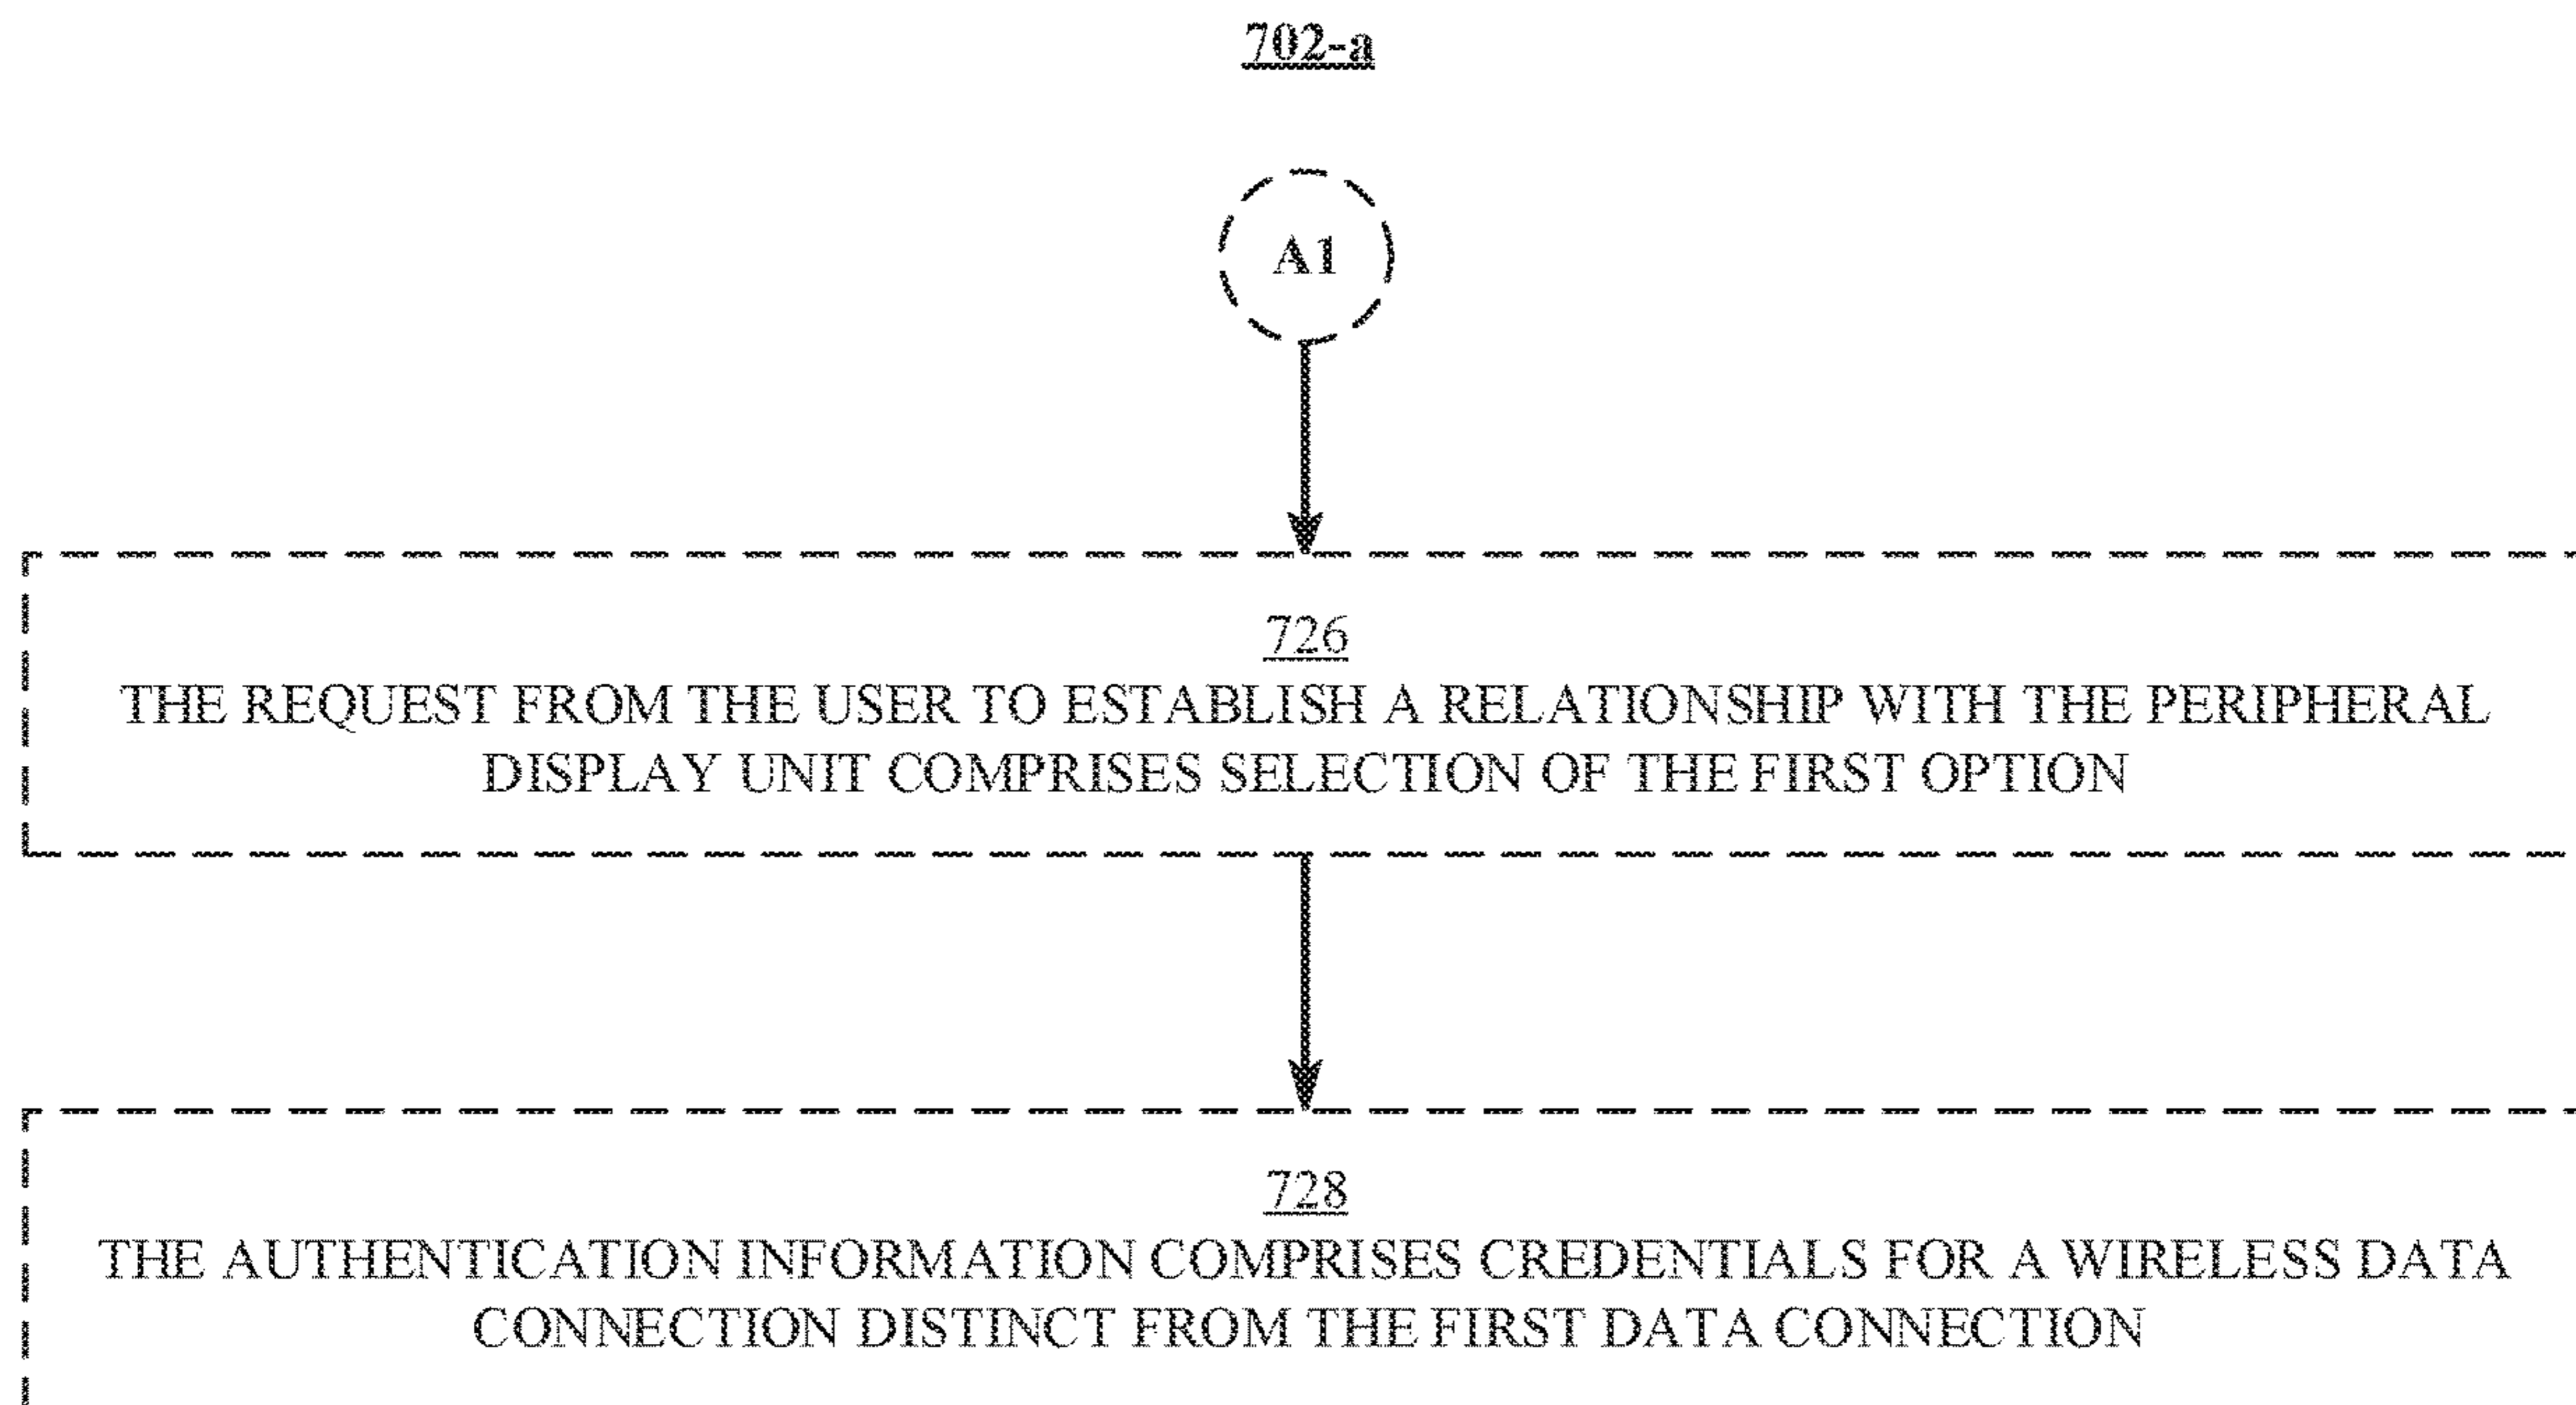 702-a
A1
726
THE REQUEST FROM THE USER TO ESTABLISH A RELATIONSHIP WITH THE PERIPHERAL
DISPLAY UNIT COMPRISES SELECTION OF THE FIRST OPTION
728
THE AUTHENTICATION INFORMATION COMPRISES CREDENTIALS FOR A WIRELESS DATA
CONNECTION DISTINCT FROM THE FIRST DATA CONNECTION